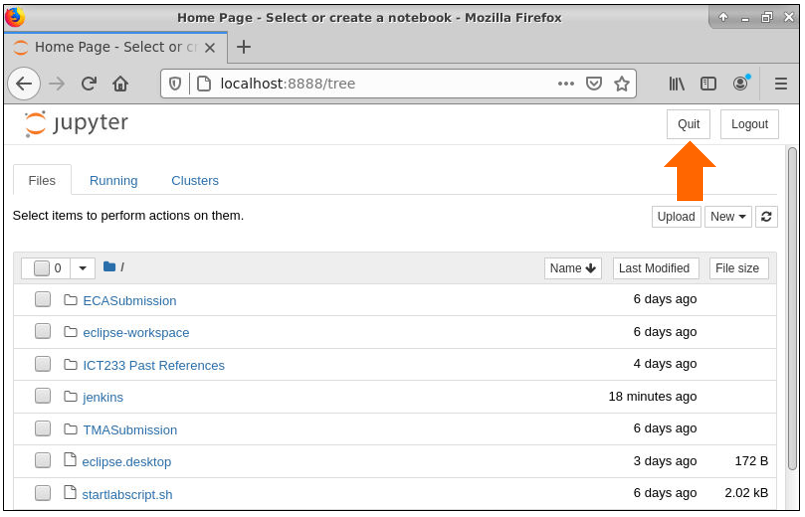 Home Page - Select or create a notebook - Mozilla Firefox
Home Page - Select or cr
localhost:8888/tree
jupyter
Quit Logout
Files Running Clusters
Select items to perform actions on them.
Upload New
0 / Name Last Modified File size
ECASubmission 6 days ago
eclipse-workspace 6 days ago
ICT233 Past References 4 days ago
jenkins 18 minutes ago
TMASubmission 6 days ago
eclipse.desktop 3 days ago 172 B
startlabscript.sh 6 days ago 2.02 kB